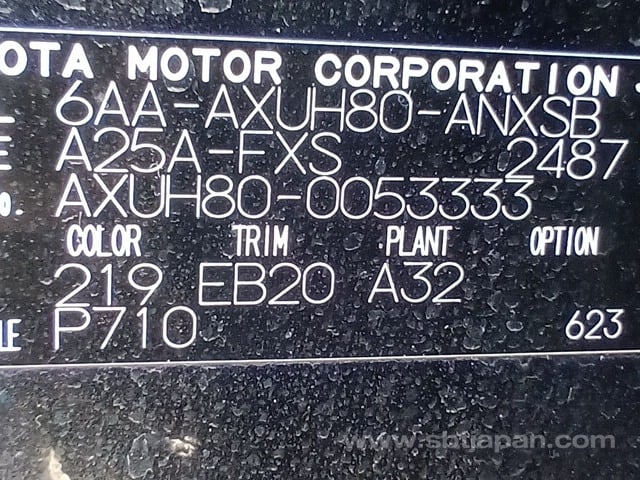 OTA MOTOR CORPORATION
L 6AA-AXUH80-ANXSB
E A25A-FXS 2487
o. AXUH80-0053333
COLOR TRIM PLANT OPTION
219 EB20 A32
LE P710 623
www.sbtjapan.com